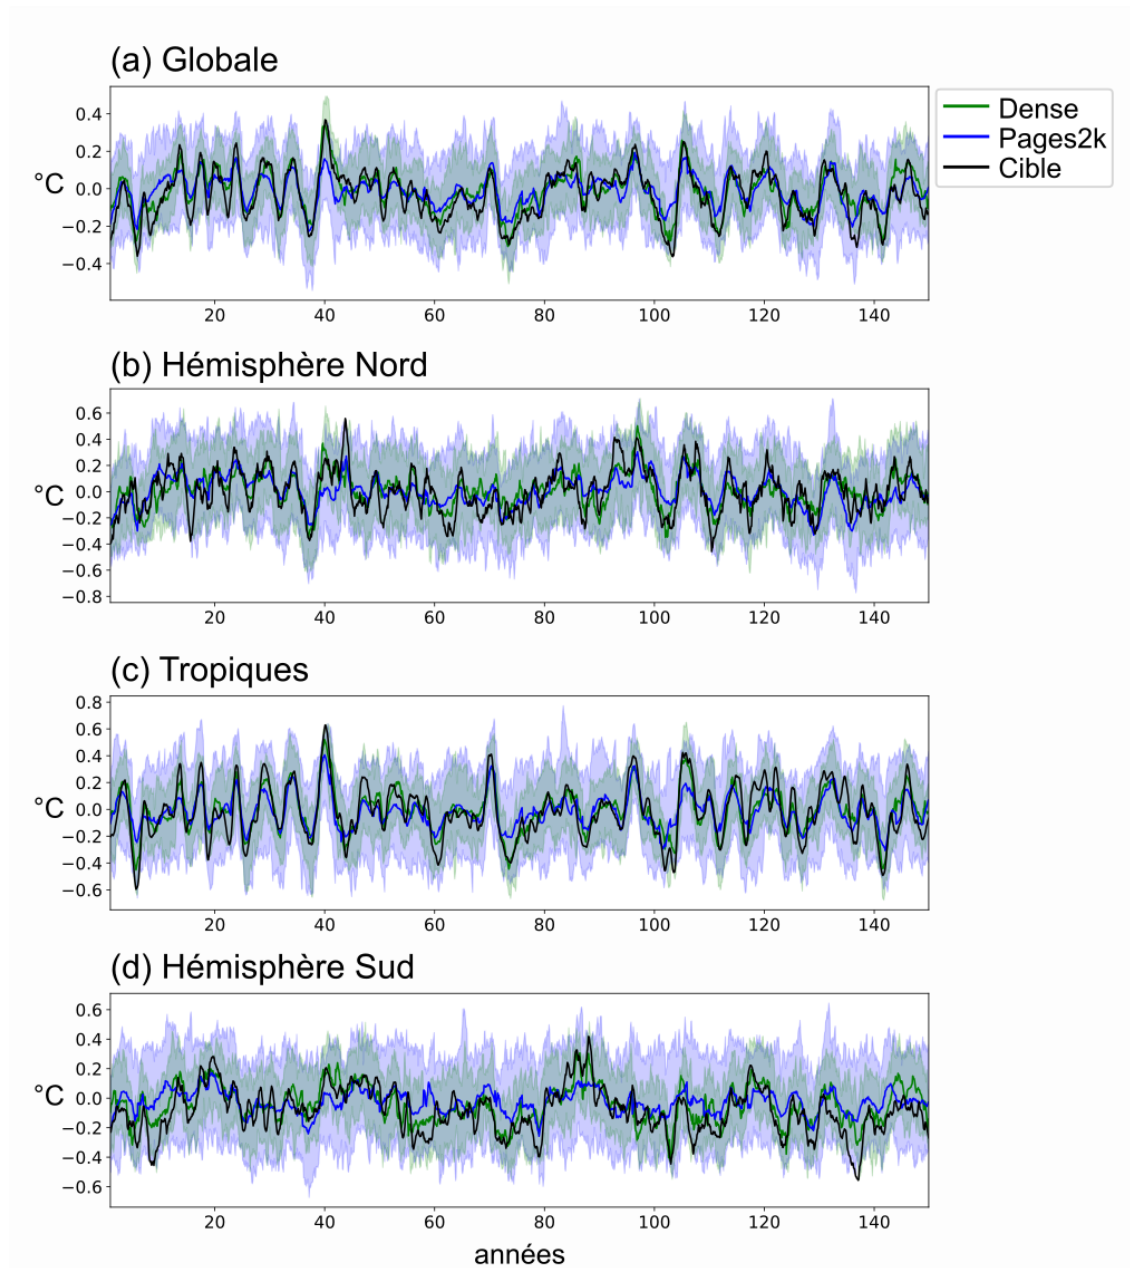 (a) Globale
0.4
0.2
0.0
−0.2
−0.4
°C
20 40 60 80 100 120 140
Dense
Pages2k
Cible
(b) Hémisphère Nord
0.6
0.4
0.2
0.0
−0.2
−0.4
−0.6
−0.8
°C
20 40 60 80 100 120 140
(c) Tropiques
0.8
0.6
0.4
0.2
0.0
−0.2
−0.4
−0.6
°C
20 40 60 80 100 120 140
(d) Hémisphère Sud
0.6
0.4
0.2
0.0
−0.2
−0.4
−0.6
°C
20 40 60 80 100 120 140
années